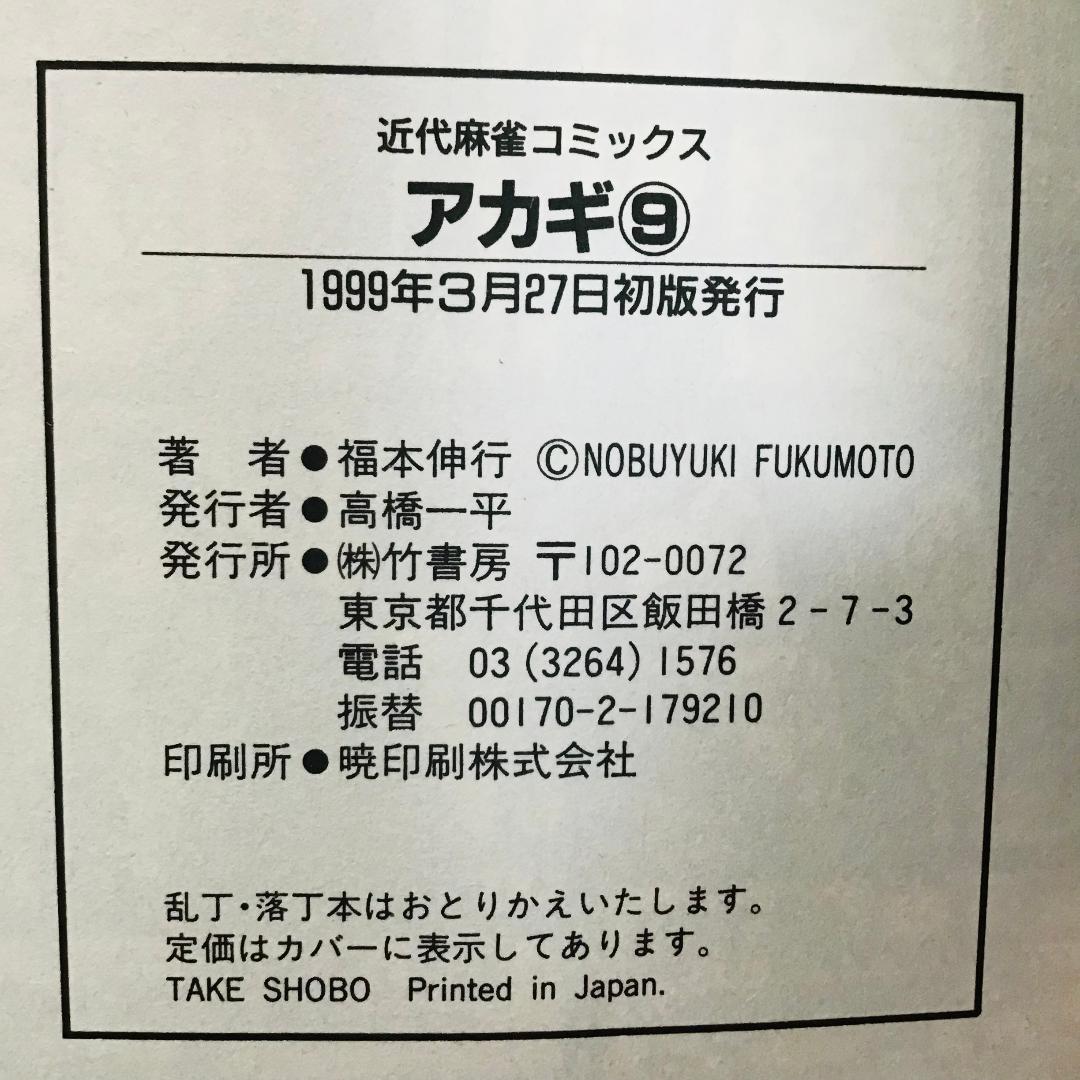 近代麻雀コミックス
アカギ⑨
1999年3月27日初版発行
著　者●福本伸行 ©NOBUYUKI FUKUMOTO
発行者●高橋一平
発行所●㈱竹書房 〒102-0072
東京都千代田区飯田橋2-7-3
電話　03(3264)1576
振替　00170-2-179210
印刷所●暁印刷株式会社
乱丁・落丁本はおとりかえいたします。
定価はカバーに表示してあります。
TAKE SHOBO　Printed in Japan.